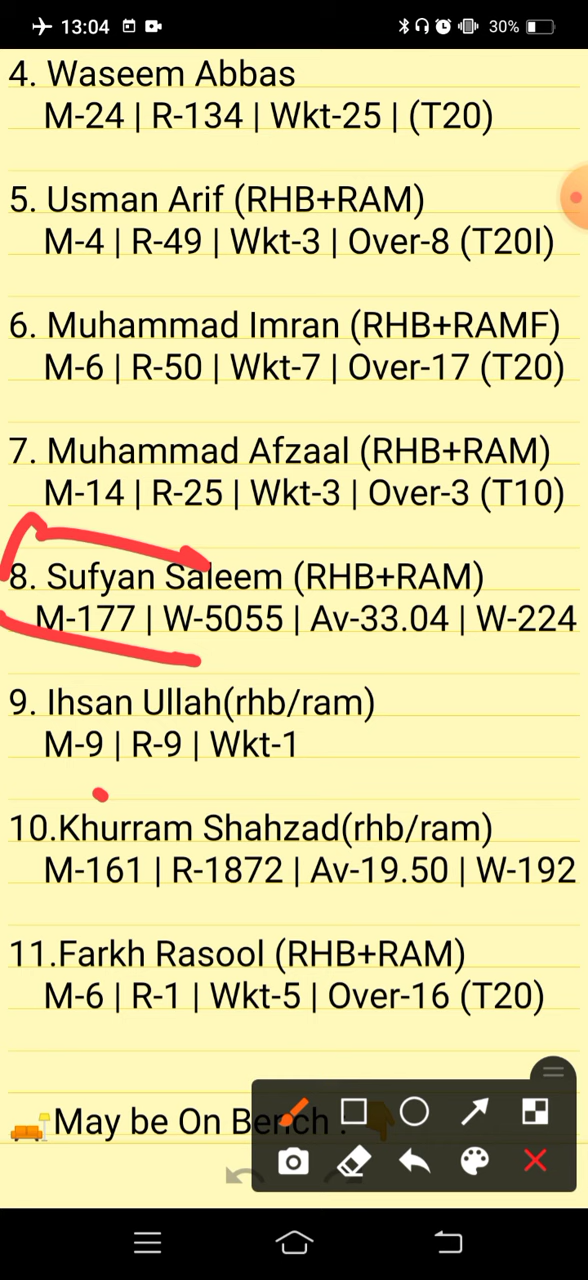 13:04
30%
4. Waseem Abbas
M-24 | R-134 | Wkt-25 | (T20)
5. Usman Arif (RHB+RAM)
M-4 | R-49 | Wkt-3 | Over-8 (T20I)
6. Muhammad Imran (RHB+RAMF)
M-6 | R-50 | Wkt-7 | Over-17 (T20)
7. Muhammad Afzaal (RHB+RAM)
M-14 | R-25 | Wkt-3 | Over-3 (T10)
8. Sufyan Saleem (RHB+RAM)
M-177 | W-5055 | Av-33.04 | W-224
9. Ihsan Ullah(rhb/ram)
M-9 | R-9 | Wkt-1
10.Khurram Shahzad(rhb/ram)
M-161 | R-1872 | Av-19.50 | W-192
11.Farkh Rasool (RHB+RAM)
M-6 | R-1 | Wkt-5 | Over-16 (T20)
May be On Bench :